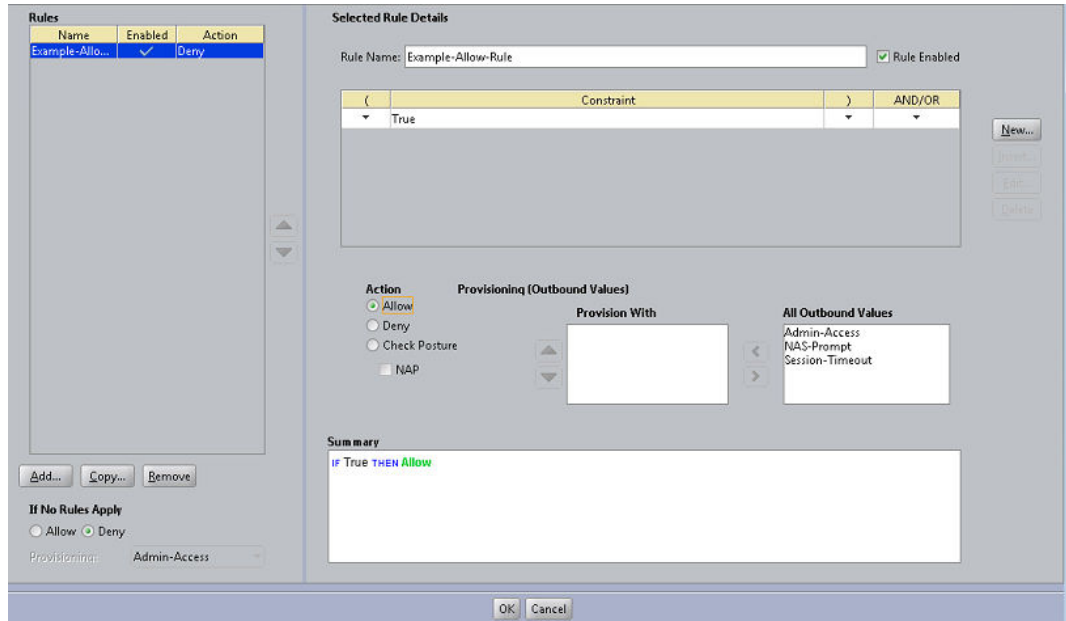 Rules
Name Enabled Action
Example-Allo... Deny
Add... Copy... Remove
If No Rules Apply
Allow Deny
Provisioning: Admin-Access
Selected Rule Details
Rule Name: Example-Allow-Rule Rule Enabled
( Constraint ) AND/OR
True
New...
Insert...
Edit...
Delete
Action
Allow
Deny
Check Posture
NAP
Provisioning (Outbound Values)
Provision With
All Outbound Values
Admin-Access
NAS-Prompt
Session-Timeout
Summary
IF True THEN Allow
OK Cancel